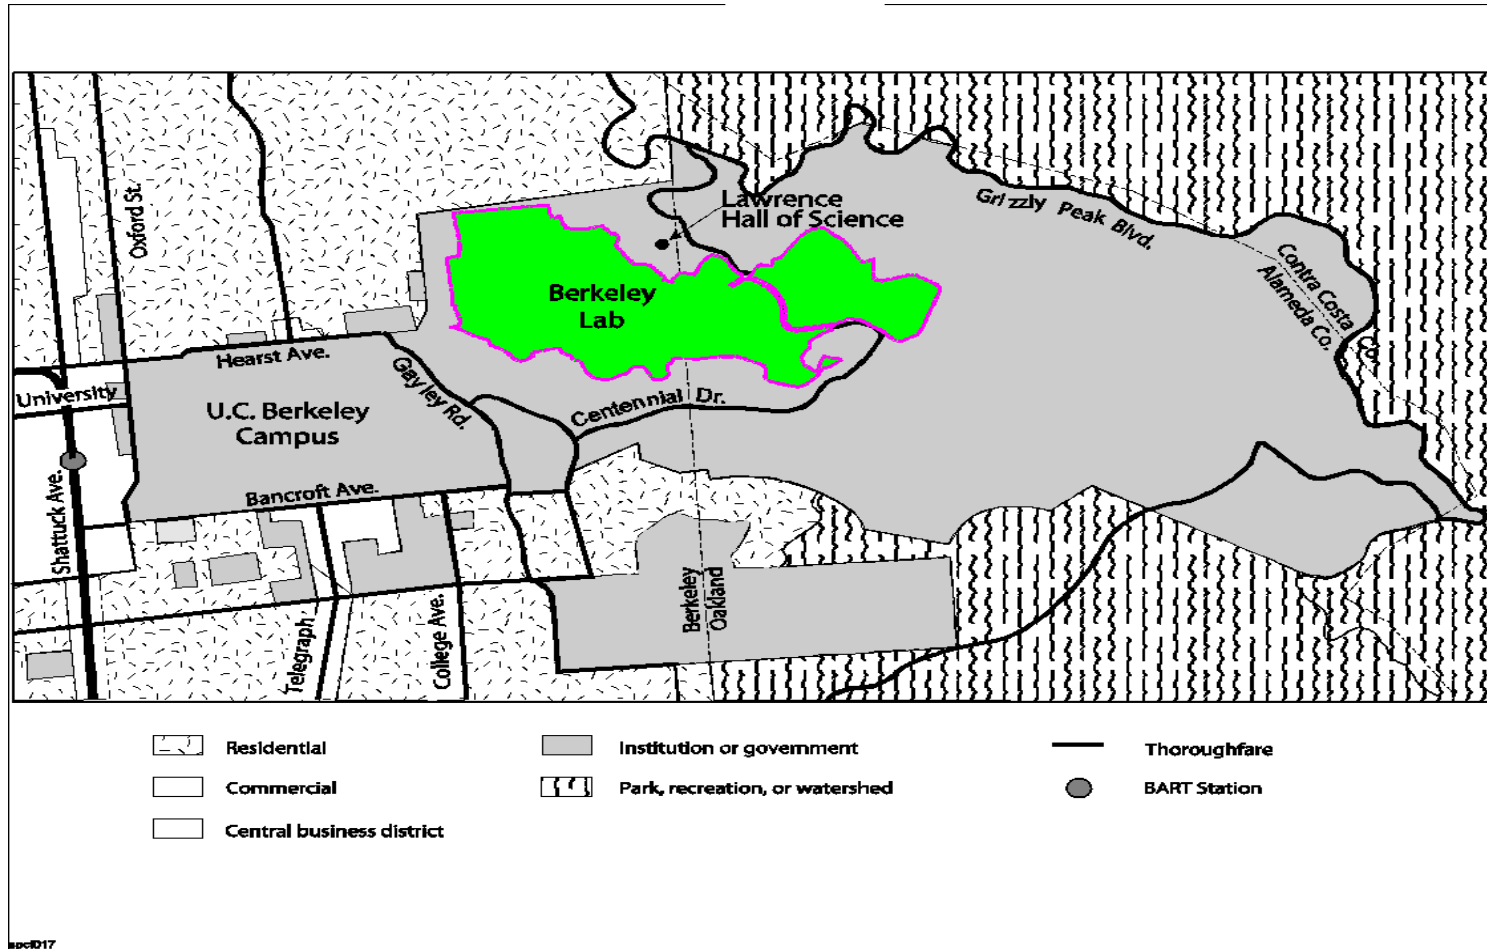 Lawrence
Hall of Science
Grizzly Peak Blvd.
Oxford St.
Contra Costa Co.
Alameda Co.
Berkeley
Lab
Hearst Ave.
Gayley Rd.
University
U.C. Berkeley
Campus
Centennial Dr.
Bancroft Ave.
Shattuck Ave.
Berkeley
Oakland
Telegraph
College Ave.
Residential
Institution or government
Thoroughfare
Commercial
Park, recreation, or watershed
BART Station
Central business district